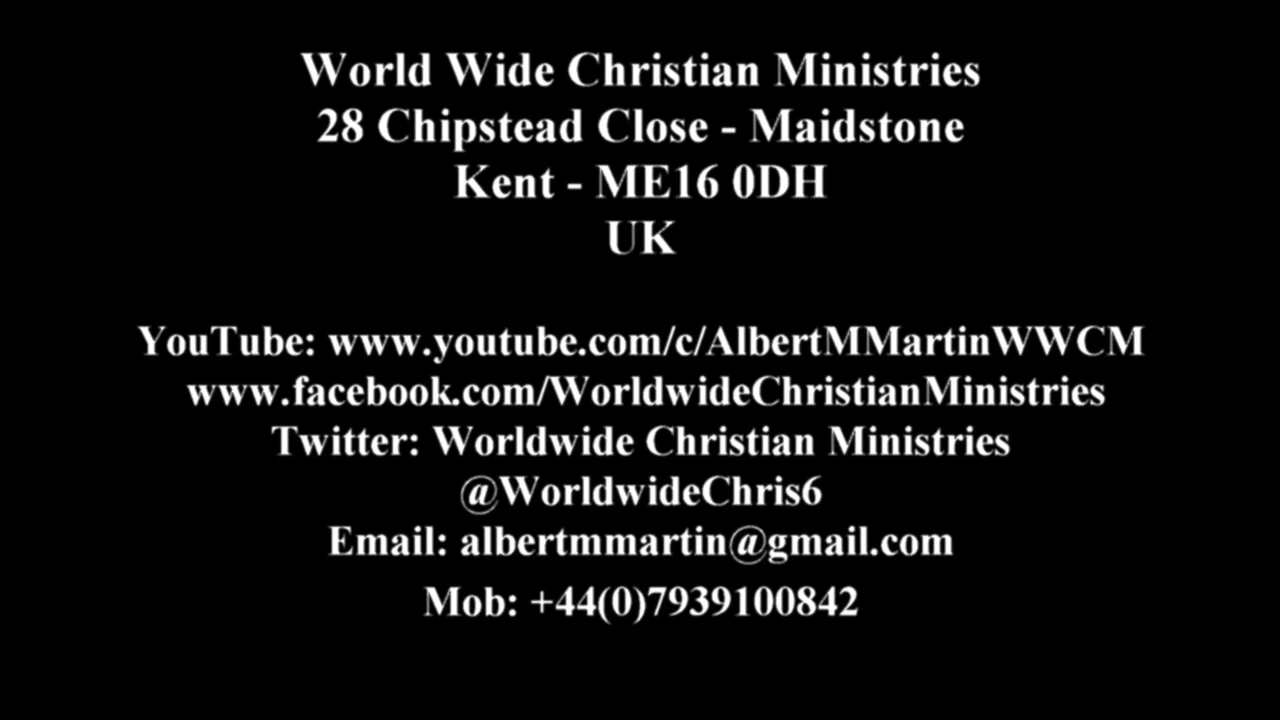 World Wide Christian Ministries
28 Chipstead Close - Maidstone
Kent - ME16 0DH
UK
YouTube: www.youtube.com/c/AlbertMMartinWWCM
www.facebook.com/WorldwideChristianMinistries
Twitter: Worldwide Christian Ministries
@WorldwideChris6
Email: albertmmartin@gmail.com
Mob: +44(0)7939100842